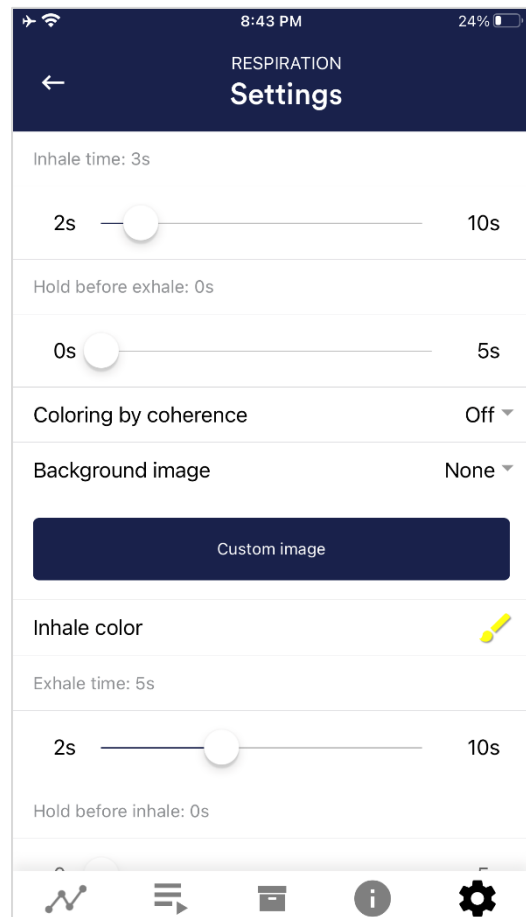 8:43 PM 24%
RESPIRATION
Settings
Inhale time: 3s
2s 10s
Hold before exhale: 0s
0s 5s
Coloring by coherence Off
Background image None
Custom image
Inhale color
Exhale time: 5s
2s 10s
Hold before inhale: 0s